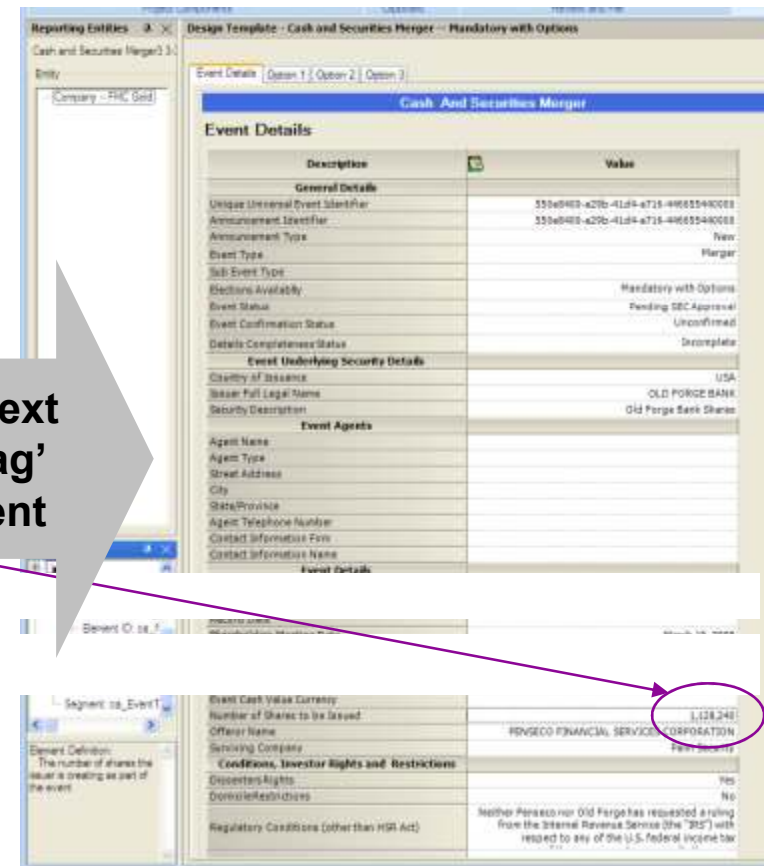 Reporting Entities
Design Template - Cash and Securities Merger -- Mandatory with Options
Cash and Securities Merger3 3-
Entity
Company - FHC Gold
Event Details
Option 1
Option 2
Option 3
Cash And Securities Merger
Event Details
Description
Value
General Details
Unique Universal Event Identifier
Announcement Identifier
Announcement Type
New
Event Type
Merger
Sub Event Type
Elections Availability
Mandatory with Options
Event Status
Pending SEC Approval
Event Confirmation Status
Unconfirmed
Details Completeness Status
Incomplete
Event Underlying Security Details
Country of Issuance
USA
Issuer Full Legal Name
OLD FORGE BANK
Security Description
Old Forge Bank Shares
Event Agents
Agent Name
Agent Type
Street Address
City
State/Province
Agent Telephone Number
Contact Information Firm
Contact Information Name
Event Details
ext
ag’
ent
Event Cash Value Currency
Number of Shares to be Issued
1,128,240
Offeror Name
PENSECO FINANCIAL SERVICES CORPORATION
Surviving Company
Penn Security
Conditions, Investor Rights and Restrictions
DissentersRights
Yes
DomicileRestrictions
No
Regulatory Conditions (other than HSR Act)
Neither Penseco nor Old Forge has requested a ruling
from the Internal Revenue Service (the "IRS") with
respect to any of the U.S. federal income tax
Segment: ca_EventT
Element Definition:
The number of shares the
issuer is creating as part of
the event